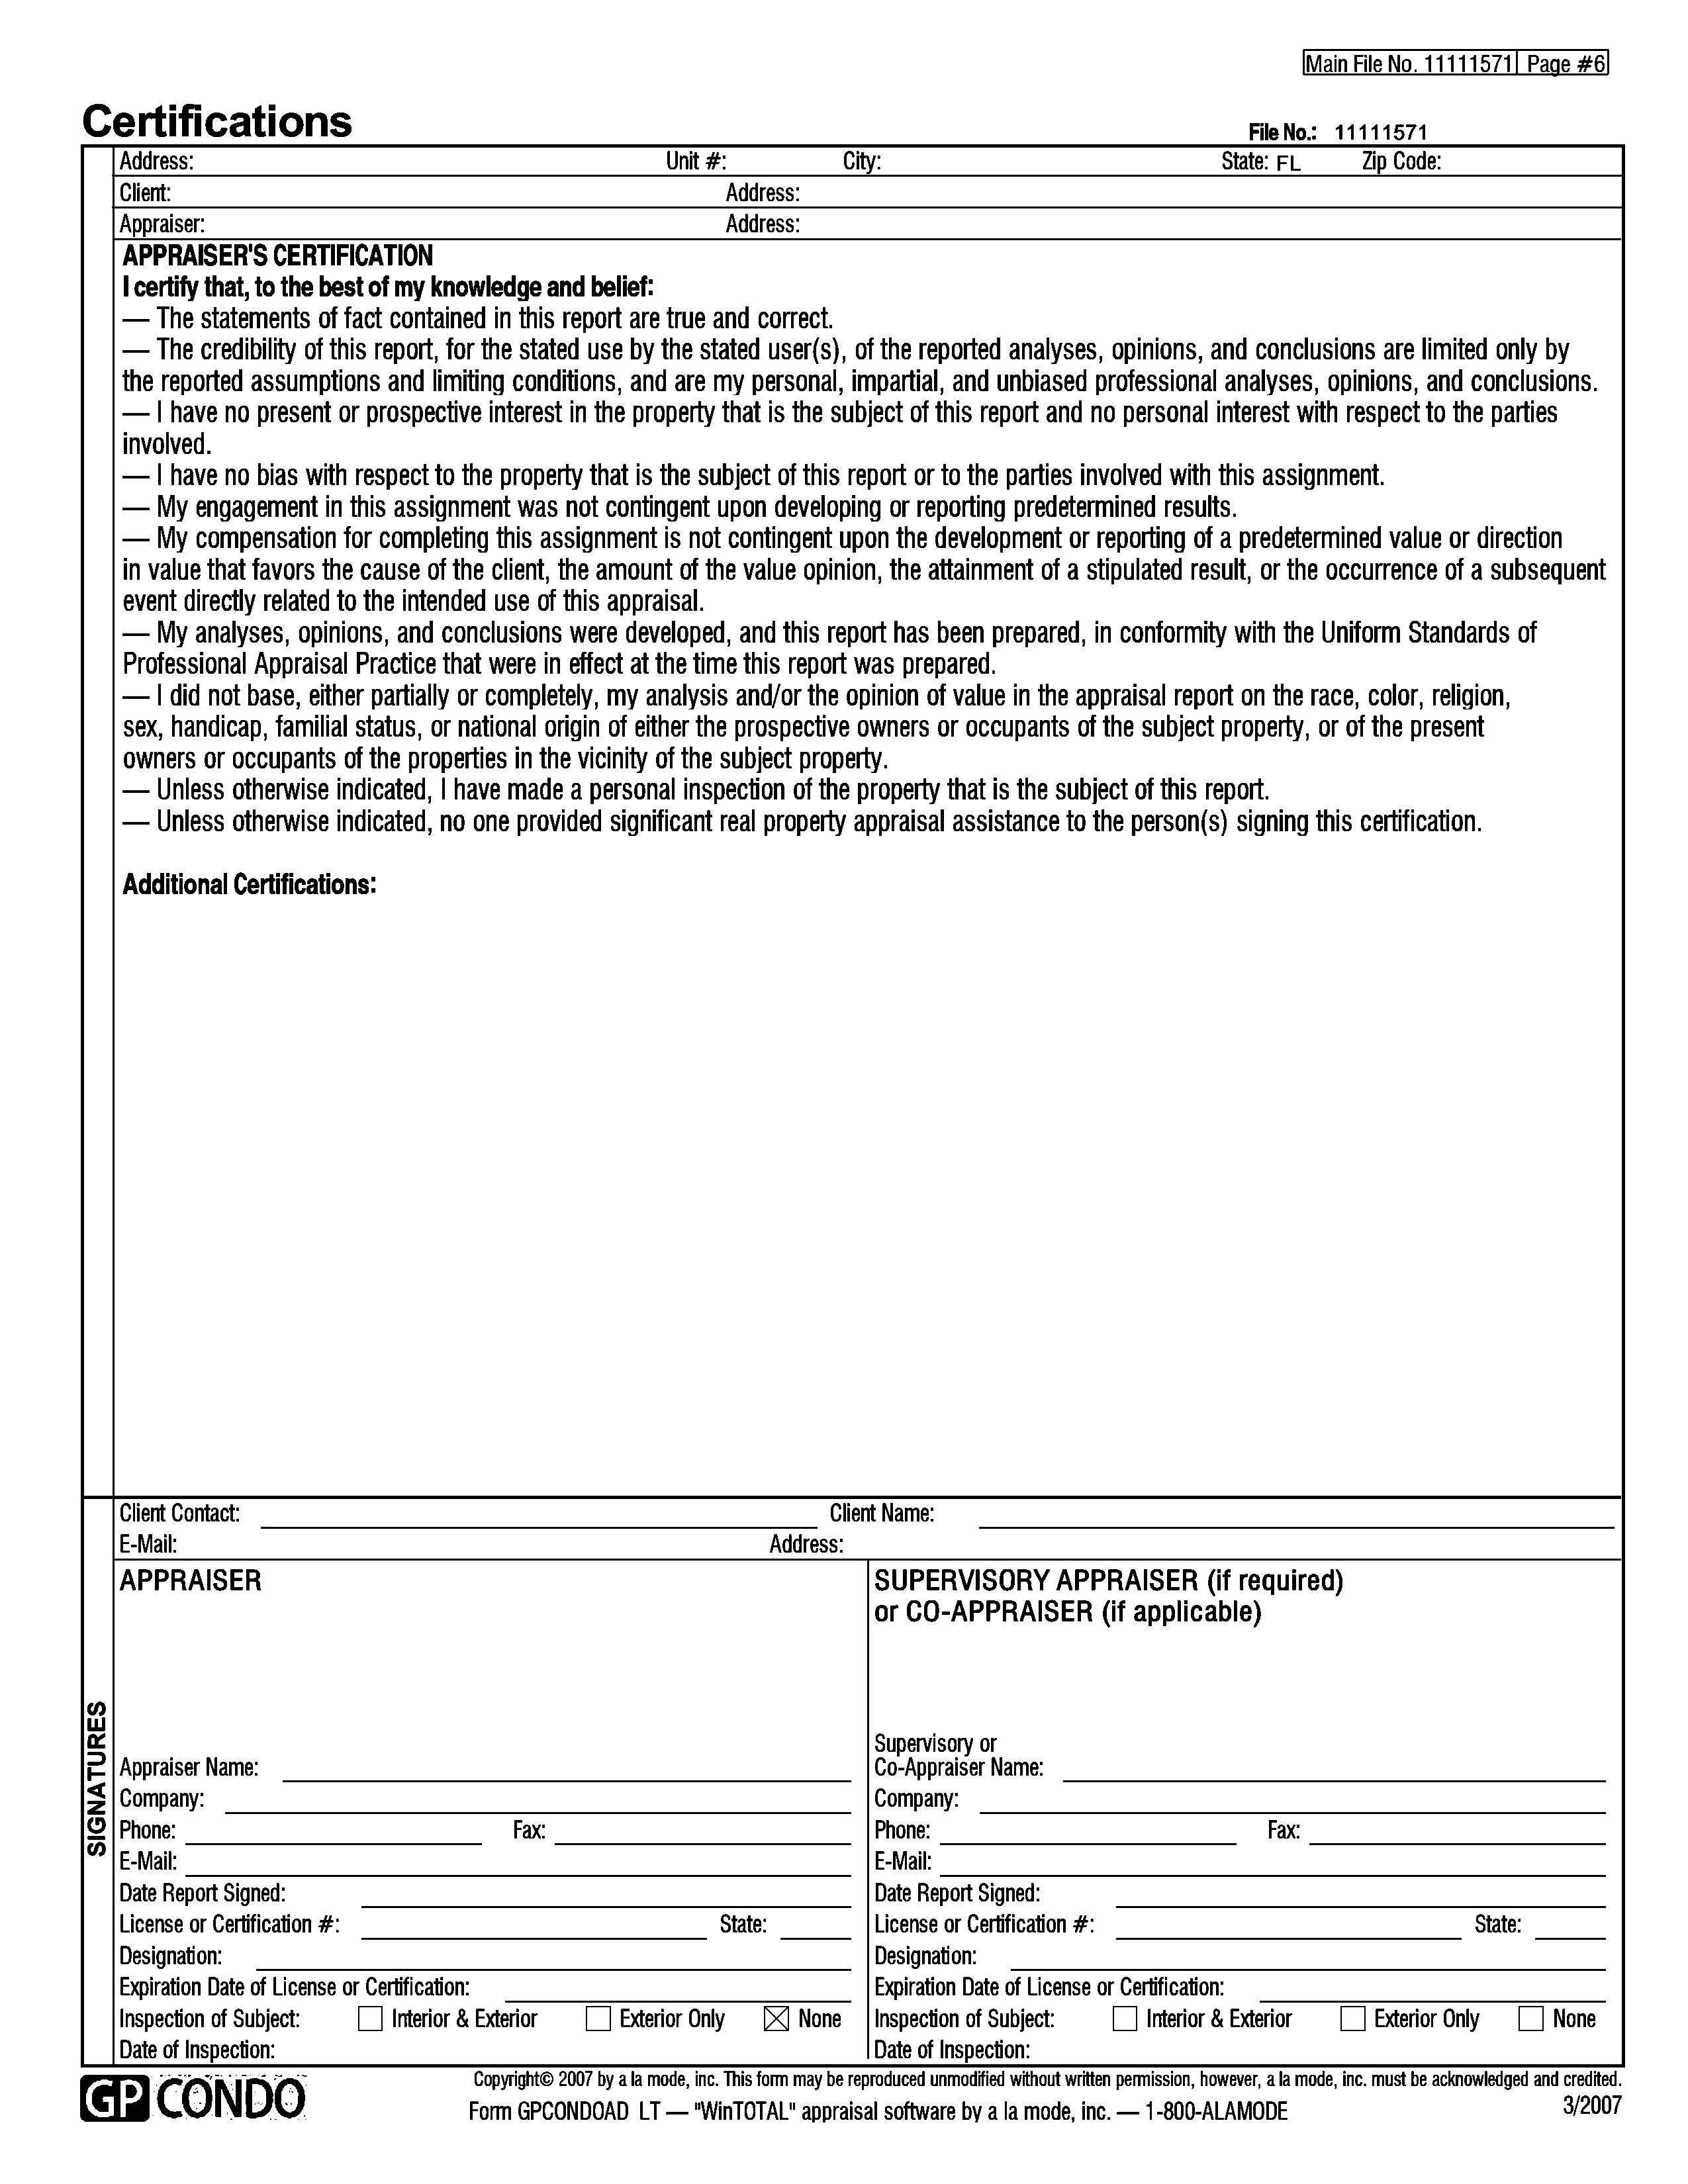 Main File No. 11111571 Page #6
Certifications
File No.: 11111571
Address: Unit #: City: State: FL Zip Code:
Client: Address:
Appraiser: Address:
APPRAISER'S CERTIFICATION
I certify that, to the best of my knowledge and belief:
— The statements of fact contained in this report are true and correct.
— The credibility of this report, for the stated use by the stated user(s), of the reported analyses, opinions, and conclusions are limited only by
the reported assumptions and limiting conditions, and are my personal, impartial, and unbiased professional analyses, opinions, and conclusions.
— I have no present or prospective interest in the property that is the subject of this report and no personal interest with respect to the parties
involved.
— I have no bias with respect to the property that is the subject of this report or to the parties involved with this assignment.
— My engagement in this assignment was not contingent upon developing or reporting predetermined results.
— My compensation for completing this assignment is not contingent upon the development or reporting of a predetermined value or direction
in value that favors the cause of the client, the amount of the value opinion, the attainment of a stipulated result, or the occurrence of a subsequent
event directly related to the intended use of this appraisal.
— My analyses, opinions, and conclusions were developed, and this report has been prepared, in conformity with the Uniform Standards of
Professional Appraisal Practice that were in effect at the time this report was prepared.
— I did not base, either partially or completely, my analysis and/or the opinion of value in the appraisal report on the race, color, religion,
sex, handicap, familial status, or national origin of either the prospective owners or occupants of the subject property, or of the present
owners or occupants of the properties in the vicinity of the subject property.
— Unless otherwise indicated, I have made a personal inspection of the property that is the subject of this report.
— Unless otherwise indicated, no one provided significant real property appraisal assistance to the person(s) signing this certification.
Additional Certifications:
SIGNATURES
Client Contact: Client Name:
E-Mail: Address:
APPRAISER
Appraiser Name:
Company:
Phone: Fax:
E-Mail:
Date Report Signed:
License or Certification #: State:
Designation:
Expiration Date of License or Certification:
Inspection of Subject: Interior & Exterior Exterior Only None
Date of Inspection:
SUPERVISORY APPRAISER (if required)
or CO-APPRAISER (if applicable)
Supervisory or
Co-Appraiser Name:
Company:
Phone: Fax:
E-Mail:
Date Report Signed:
License or Certification #: State:
Designation:
Expiration Date of License or Certification:
Inspection of Subject: Interior & Exterior Exterior Only None
Date of Inspection:
GP CONDO
Copyright© 2007 by a la mode, inc. This form may be reproduced unmodified without written permission, however, a la mode, inc. must be acknowledged and credited.
Form GPCONDOAD LT — "WinTOTAL" appraisal software by a la mode, inc. — 1-800-ALAMODE
3/2007